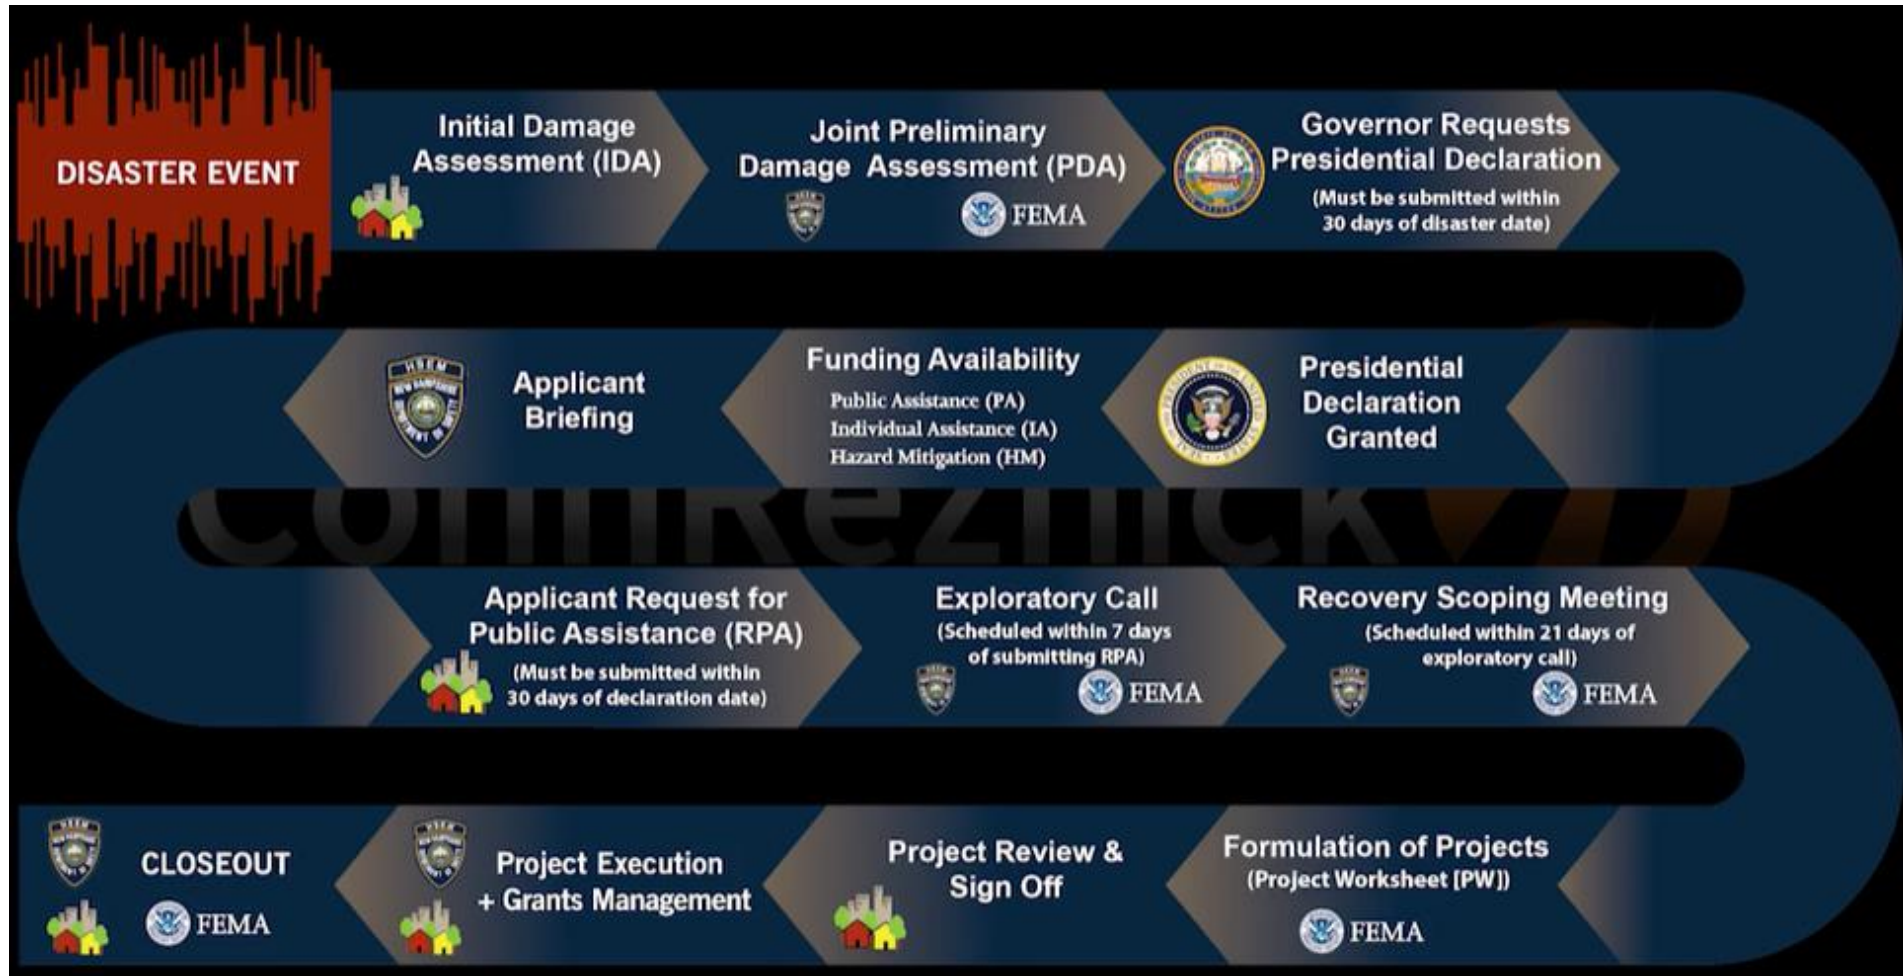 DISASTER EVENT
Initial Damage
Assessment (IDA)
Joint Preliminary
Damage Assessment (PDA)
FEMA
Governor Requests
Presidential Declaration
(Must be submitted within
30 days of disaster date)
Presidential
Declaration
Granted
Funding Availability
Public Assistance (PA)
Individual Assistance (IA)
Hazard Mitigation (HM)
Applicant
Briefing
HSEM
NEW HAMPSHIRE
CohnReznick
Applicant Request for
Public Assistance (RPA)
(Must be submitted within
30 days of declaration date)
Exploratory Call
(Scheduled within 7 days
of submitting RPA)
FEMA
Recovery Scoping Meeting
(Scheduled within 21 days of
exploratory call)
FEMA
Formulation of Projects
(Project Worksheet [PW])
FEMA
Project Review &
Sign Off
Project Execution
+ Grants Management
CLOSEOUT
FEMA